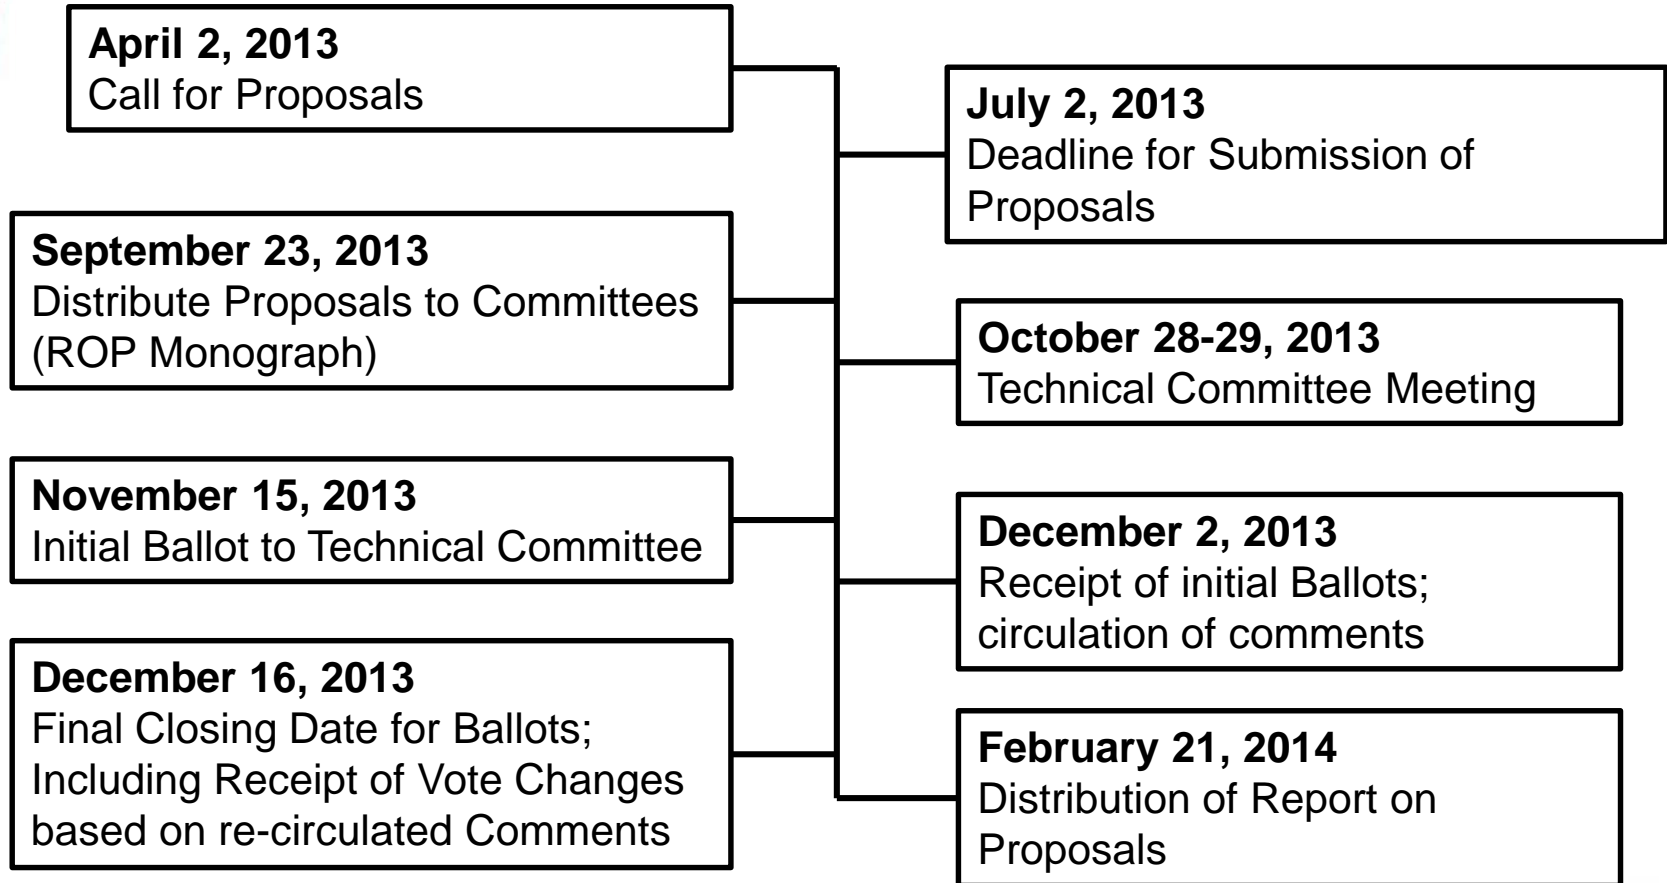 April 2, 2013
Call for Proposals
July 2, 2013
Deadline for Submission of
Proposals
September 23, 2013
Distribute Proposals to Committees
(ROP Monograph)
October 28-29, 2013
Technical Committee Meeting
November 15, 2013
Initial Ballot to Technical Committee
December 2, 2013
Receipt of initial Ballots;
circulation of comments
December 16, 2013
Final Closing Date for Ballots;
Including Receipt of Vote Changes
based on re-circulated Comments
February 21, 2014
Distribution of Report on
Proposals